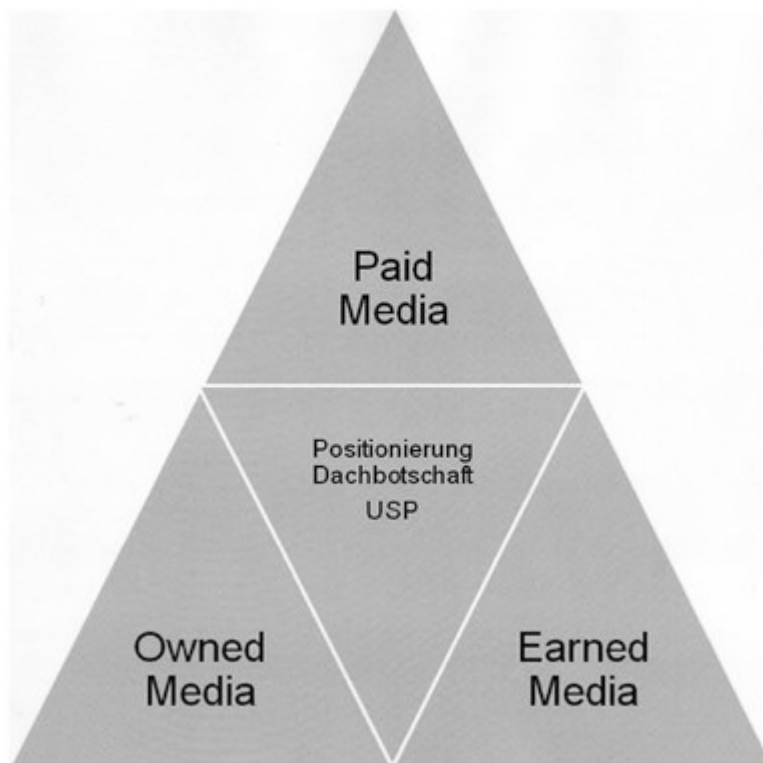 Paid
Media
Positionierung
Dachbotschaft
USP
Owned
Media
Earned
Media